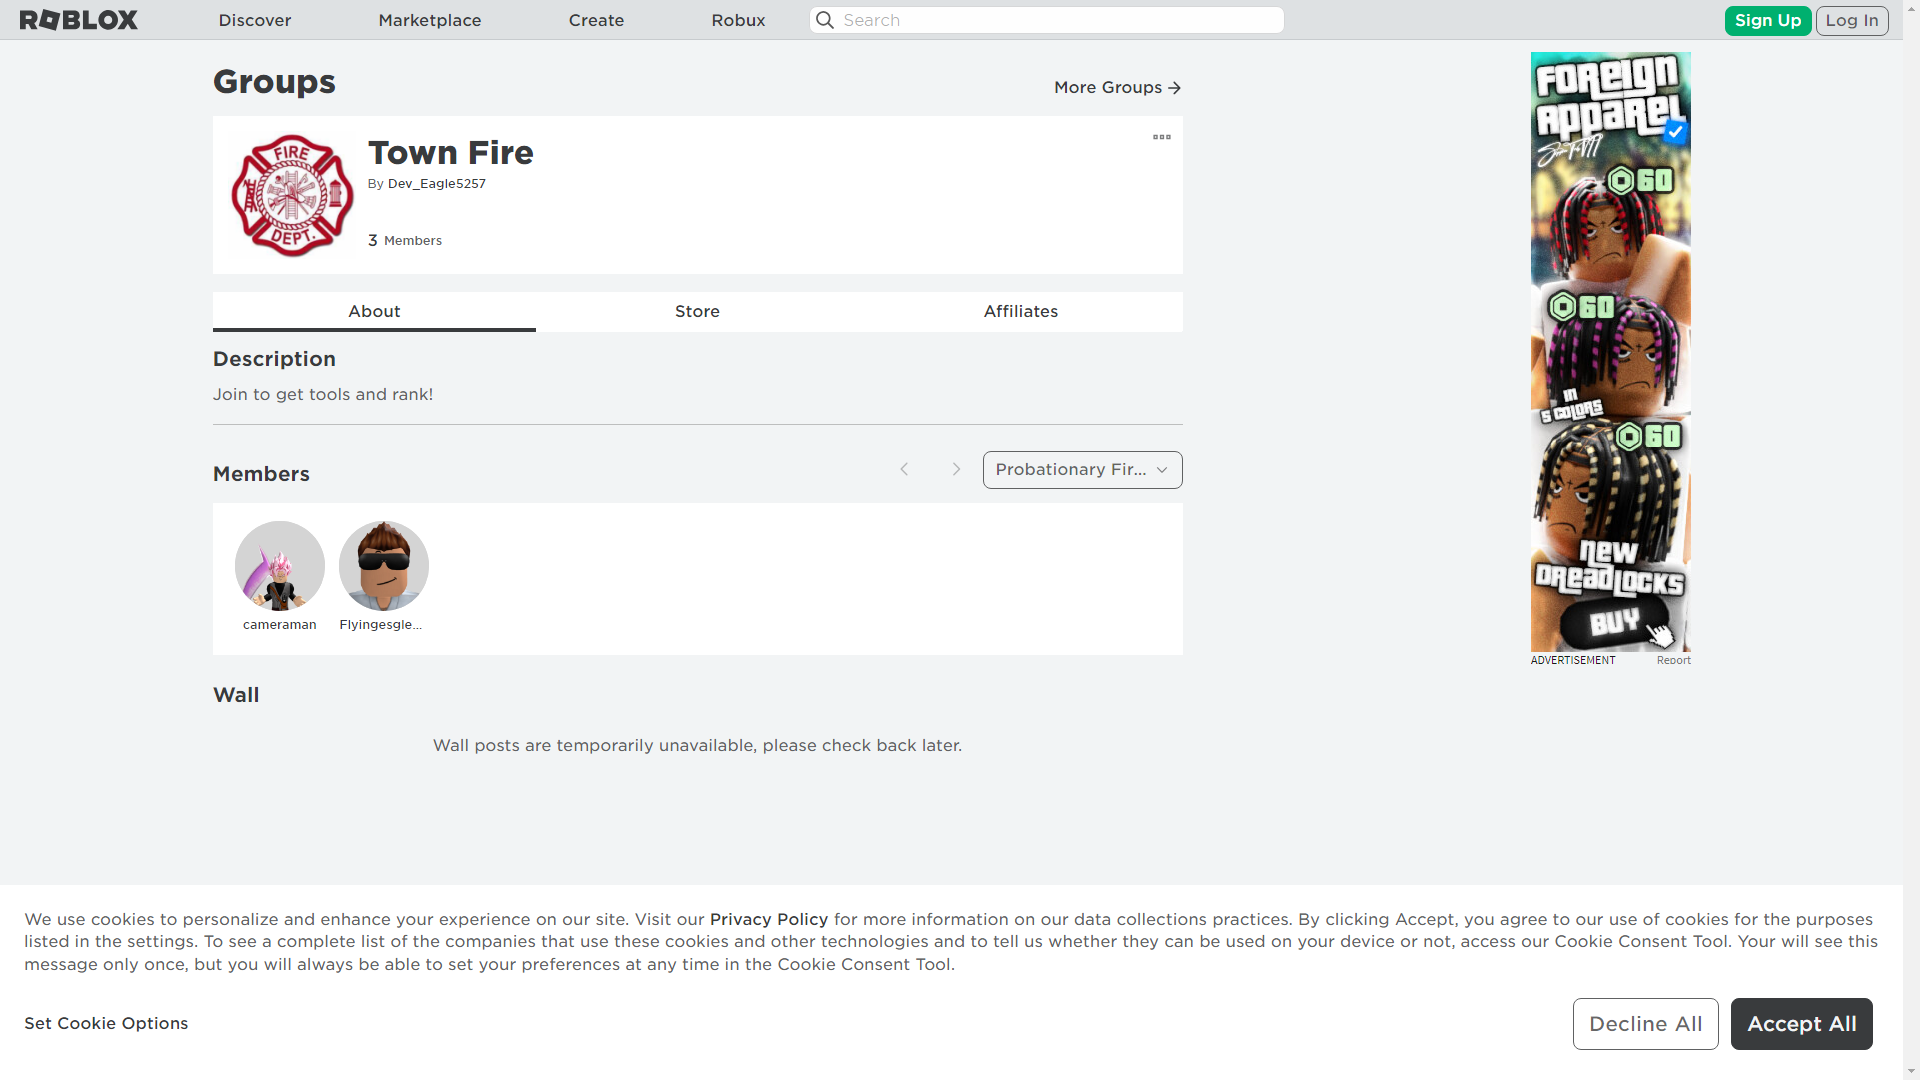 ROBLOX
Discover
Marketplace
Create
Robux
Search
Sign Up
Log In
Groups
More Groups
FIRE
DEPT.
Town Fire
By Dev_Eagle5257
3 Members
About
Store
Affiliates
Description
Join to get tools and rank!
Members
Probationary Fir...
cameraman
Flyingesgle...
Wall
Wall posts are temporarily unavailable, please check back later.
FOREIGN
APPAREL
60
60
IN
5 COLORS
60
NEW
DREADLOCKS
BUY
ADVERTISEMENT
Report
We use cookies to personalize and enhance your experience on our site. Visit our Privacy Policy for more information on our data collections practices. By clicking Accept, you agree to our use of cookies for the purposes
listed in the settings. To see a complete list of the companies that use these cookies and other technologies and to tell us whether they can be used on your device or not, access our Cookie Consent Tool. Your will see this
message only once, but you will always be able to set your preferences at any time in the Cookie Consent Tool.
Set Cookie Options
Decline All
Accept All